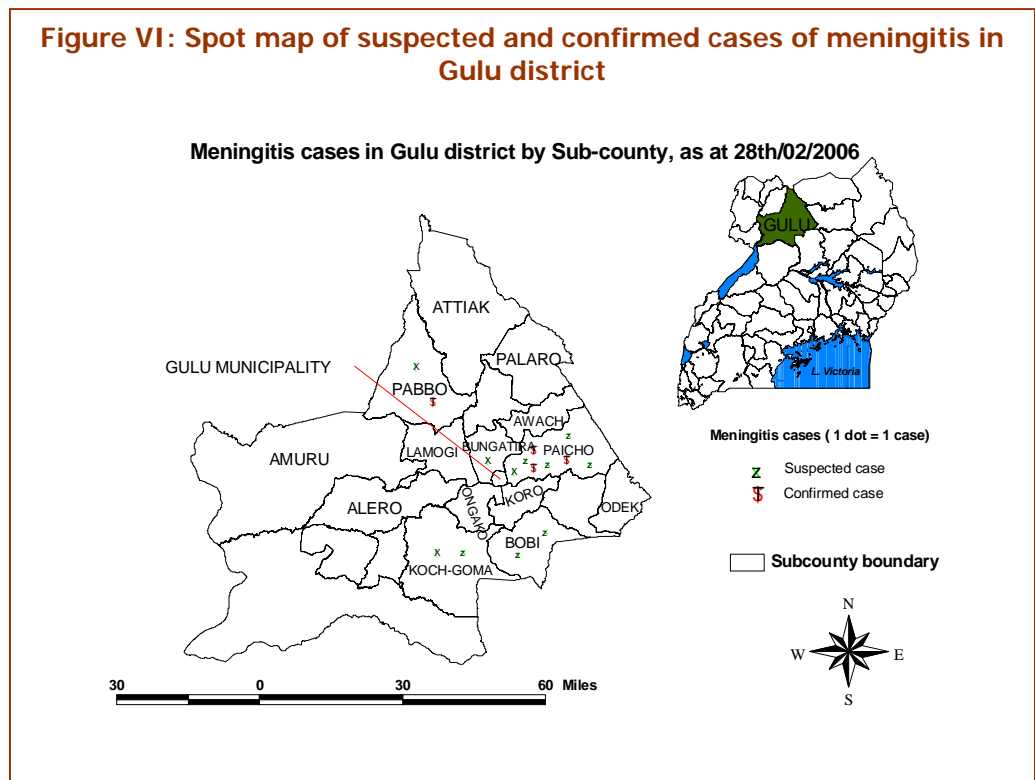 Figure VI: Spot map of suspected and confirmed cases of meningitis in
Gulu district
Meningitis cases in Gulu district by Sub-county, as at 28th/02/2006
GULU
L. Victoria
ATTIAK
PALARO
GULU MUNICIPALITY
PABBO
AWACH
LAMOGI
BUNGATIRA
PAICHO
AMURU
ALERO
ONGAKO
KORO
ODEK
BOBI
KOCH-GOMA
Meningitis cases ( 1 dot = 1 case)
z Suspected case
$ Confirmed case
Subcounty boundary
N
W
E
S
30
0
30
60 Miles